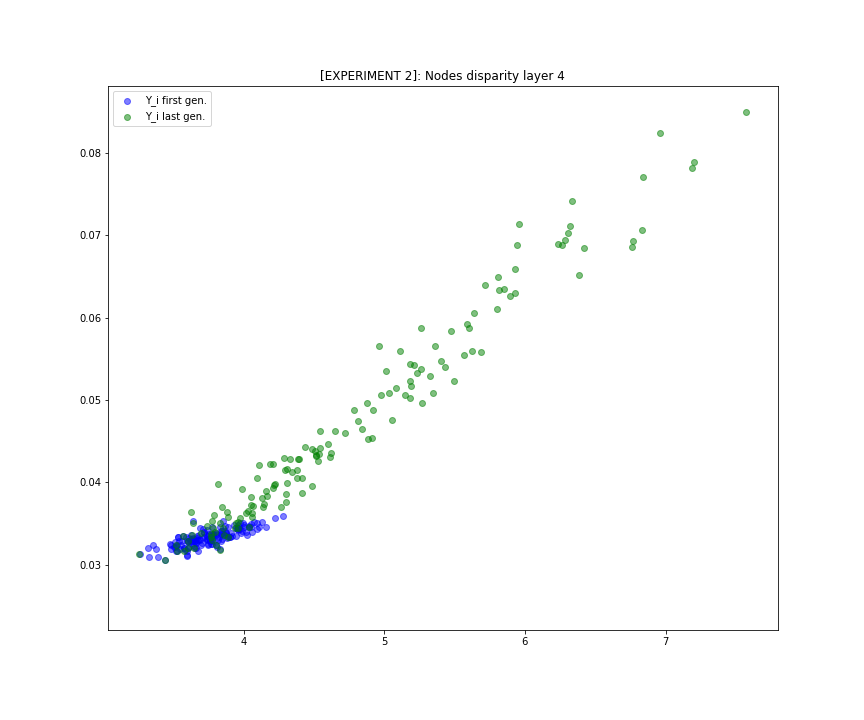 [EXPERIMENT 2]: Nodes disparity layer 4
Y_i first gen.
Y_i last gen.
0.08
0.07
0.06
0.05
0.04
0.03
4 5 6 7